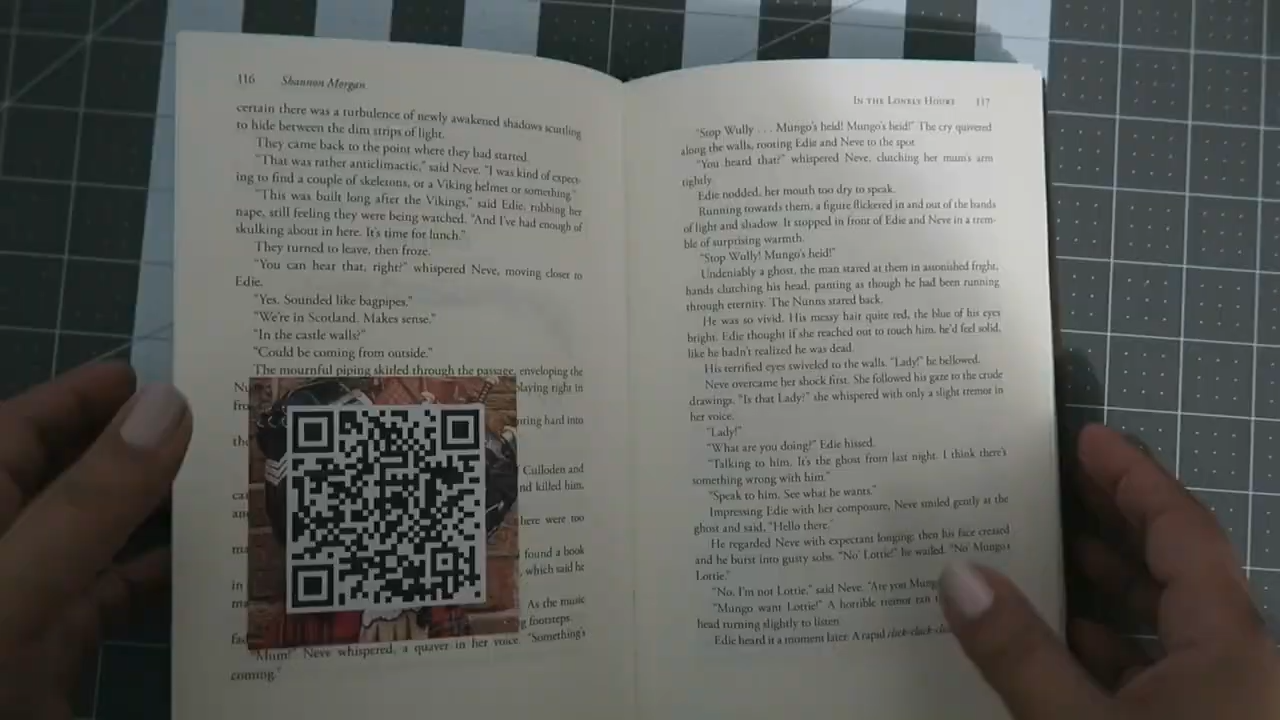 116 Shannon Morgan
certain there was a turbulence of newly awakened shadows scuttling
to hide between the dim strips of light.
They came back to the point where they had started.
"That was rather anticlimactic," said Neve. "I was kind of expect-
ing to find a couple of skeletons, or a Viking helmet or something."
"This was built long after the Vikings," said Edie, rubbing her
nape, still feeling they were being watched. "And I've had enough of
skulking about in here. It's time for lunch."
They turned to leave, then froze.
"You can hear that, right?" whispered Neve, moving closer to
Edie.
"Yes. Sounded like bagpipes."
"We're in Scotland. Makes sense."
"In the castle walls?"
"Could be coming from outside."
The mournful piping skirled through the passage, enveloping the
Nu
laying right in
fro
nting hard into
the
Culloden and
ca
nd killed him.
an
here were too
ma
found a book
in
, which said he
ma
As the music
fad
g footsteps.
"Mum!" Neve whispered, a quaver in her voice. "Something's
coming."
IN THE LONELY HOURS 117
"Stop Wully . . . Mungo's heid! Mungo's heid!" The cry quivered
along the walls, rooting Edie and Neve to the spot.
"You heard that?" whispered Neve, clutching her mum's arm
tightly.
Edie nodded, her mouth too dry to speak.
Running towards them, a figure flickered in and out of the bands
of light and shadow. It stopped in front of Edie and Neve in a trem-
ble of surprising warmth.
"Stop Wully! Mungo's heid!"
Undeniably a ghost, the man stared at them in astonished fright,
hands clutching his head, panting as though he had been running
through eternity. The Nunns stared back.
He was so vivid. His messy hair quite red, the blue of his eyes
bright. Edie thought if she reached out to touch him, he'd feel solid,
like he hadn't realized he was dead.
His terrified eyes swiveled to the walls. "Lady!" he bellowed.
Neve overcame her shock first. She followed his gaze to the crude
drawings. "Is that Lady?" she whispered with only a slight tremor in
her voice.
"Lady!"
"What are you doing?" Edie hissed.
"Talking to him. It's the ghost from last night. I think there's
something wrong with him."
"Speak to him. See what he wants."
Impressing Edie with her composure, Neve smiled gently at the
ghost and said, "Hello there."
He regarded Neve with expectant longing; then his face creased
and he burst into gusty sobs. "No' Lottie!" he wailed. "No' Mungo's
Lottie."
"No. I'm not Lottie," said Neve. "Are you Mung
"Mungo want Lottie!" A horrible tremor ran
head turning slightly to listen.
Edie heard it a moment later. A rapid click-clack-cl